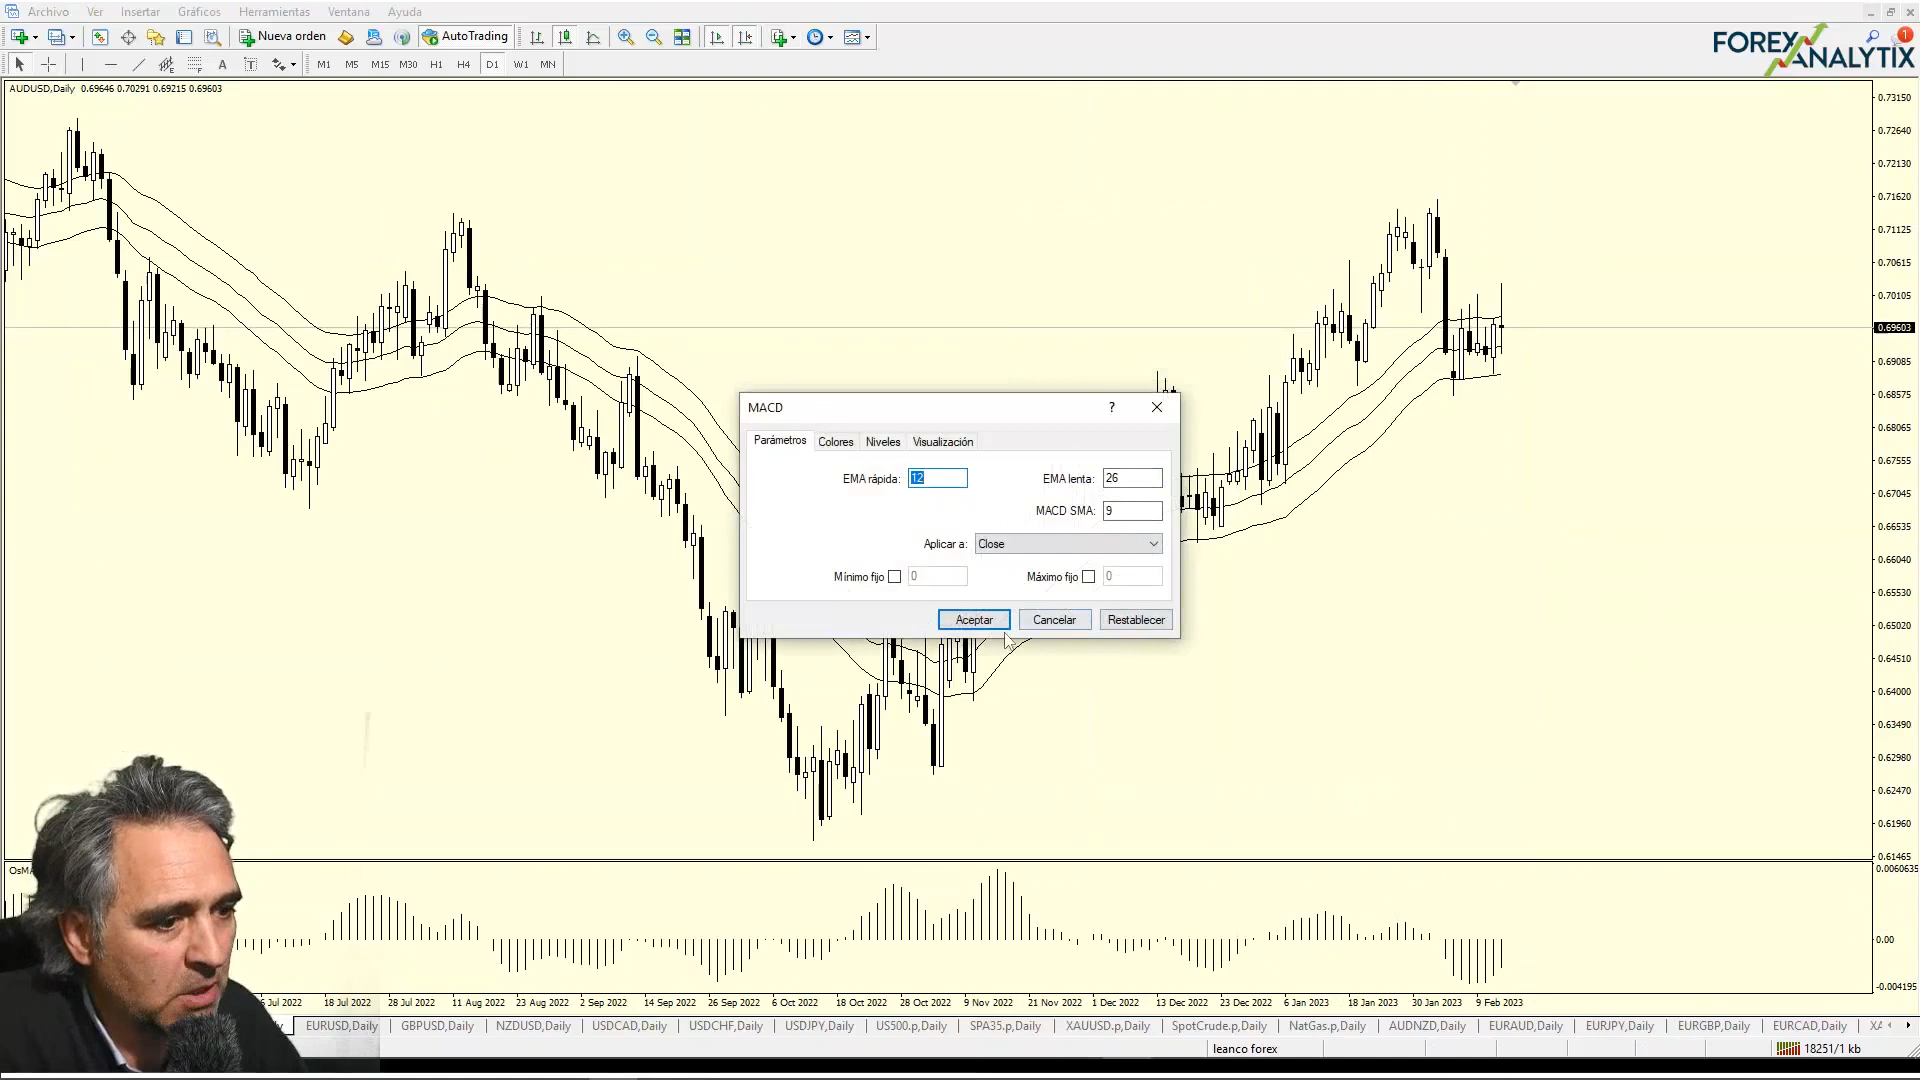 Archivo Ver Insertar Gráficos Herramientas Ventana Ayuda
Nueva orden AutoTrading
M1 M5 M15 M30 H1 H4 D1 W1 MN
FOREX
ANALYTIX
1
AUDUSD,Daily 0.69646 0.70291 0.69215 0.69603
0.73150
0.72640
0.72130
0.71620
0.71125
0.70615
0.70105
0.69603
0.69085
0.68575
0.68065
0.67555
0.67045
0.66535
0.66040
0.65530
0.65020
0.64510
0.64000
0.63490
0.62980
0.62470
0.61960
0.61465
MACD ?
Parámetros Colores Niveles Visualización
EMA rápida: 12 EMA lenta: 26
MACD SMA: 9
Aplicar a: Close
Mínimo fijo 0 Máximo fijo 0
Aceptar Cancelar Restablecer
0.0060635
0.00
-0.004195
Jul 2022 18 Jul 2022 28 Jul 2022 11 Aug 2022 23 Aug 2022 2 Sep 2022 14 Sep 2022 26 Sep 2022 6 Oct 2022 18 Oct 2022 28 Oct 2022 9 Nov 2022 21 Nov 2022 1 Dec 2022 13 Dec 2022 23 Dec 2022 6 Jan 2023 18 Jan 2023 30 Jan 2023 9 Feb 2023
EURUSD,Daily GBPUSD,Daily NZDUSD,Daily USDCAD,Daily USDCHF,Daily USDJPY,Daily US500.p,Daily SPA35.p,Daily XAUUSD.p,Daily SpotCrude.p,Daily NatGas.p,Daily AUDNZD,Daily EURAUD,Daily EURJPY,Daily EURGBP,Daily EURCAD,Daily
leanco forex 18251/1 kb